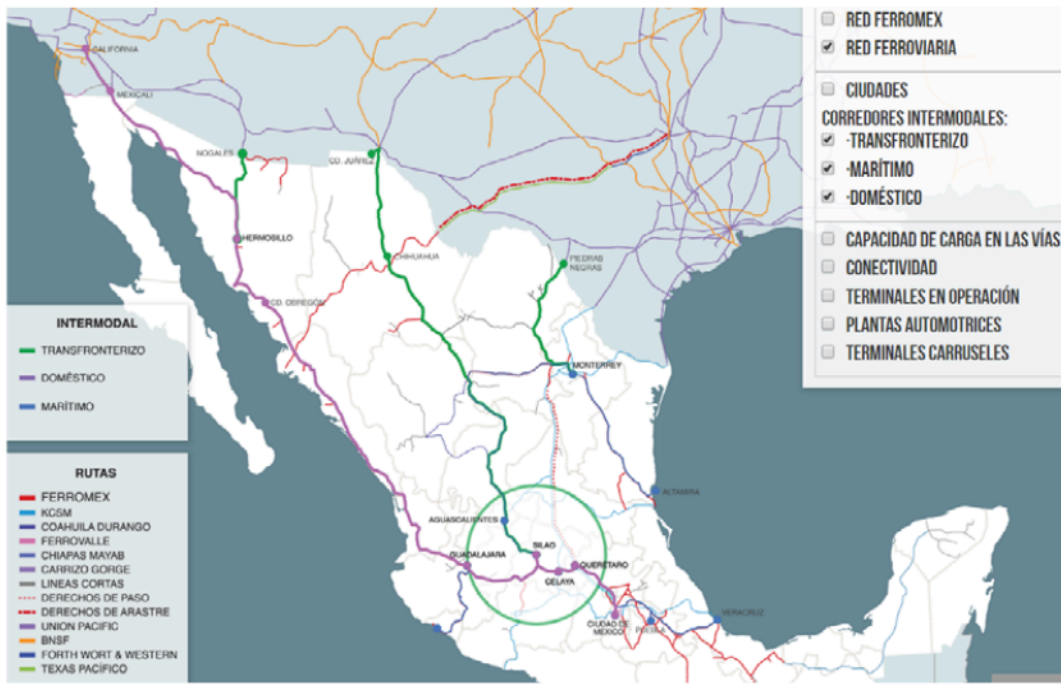 RED FERROMEX
RED FERROVIARIA
CIUDADES
CORREDORES INTERMODALES:
-TRANSFRONTERIZO
-MARÍTIMO
-DOMÉSTICO
CAPACIDAD DE CARGA EN LAS VÍAS
CONECTIVIDAD
TERMINALES EN OPERACIÓN
PLANTAS AUTOMOTRICES
TERMINALES CARRUSELES
CALIFORNIA
MEXICALI
NOGALES
CD. JUÁREZ
HERMOSILLO
CHIHUAHUA
PIEDRAS
NEGRAS
CD. OBREGÓN
MONTERREY
ALTAMIRA
AGUASCALIENTES
GUADALAJARA
SILAO
CELAYA
QUERÉTARO
CIUDAD DE
MÉXICO
PUEBLA
VERACRUZ
INTERMODAL
TRANSFRONTERIZO
DOMÉSTICO
MARÍTIMO
RUTAS
FERROMEX
KCSM
COAHUILA DURANGO
FERROVALLE
CHIAPAS MAYAB
CARRIZO GORGE
LINEAS CORTAS
DERECHOS DE PASO
DERECHOS DE ARASTRE
UNION PACIFIC
BNSF
FORTH WORT & WESTERN
TEXAS PACÍFICO